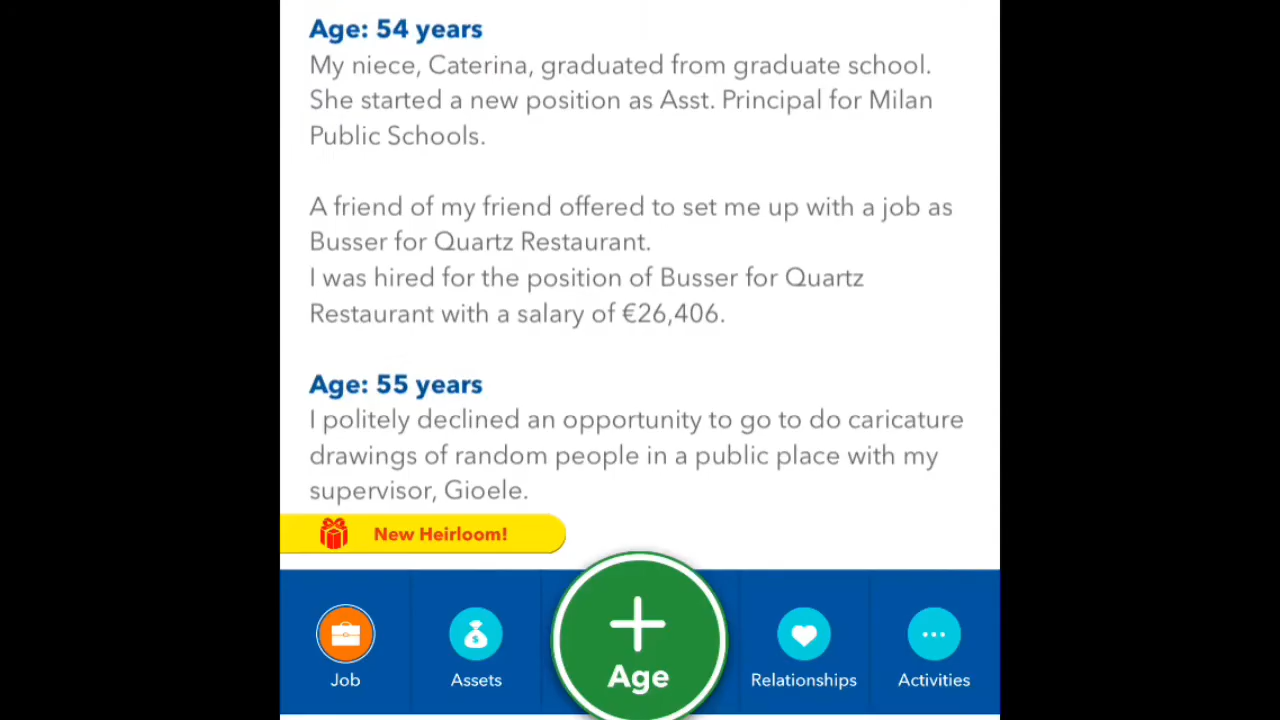 Age: 54 years
My niece, Caterina, graduated from graduate school.
She started a new position as Asst. Principal for Milan
Public Schools.
A friend of my friend offered to set me up with a job as
Busser for Quartz Restaurant.
I was hired for the position of Busser for Quartz
Restaurant with a salary of €26,406.
Age: 55 years
I politely declined an opportunity to go to do caricature
drawings of random people in a public place with my
supervisor, Gioele.
New Heirloom!
Job
Assets
Age
Relationships
Activities